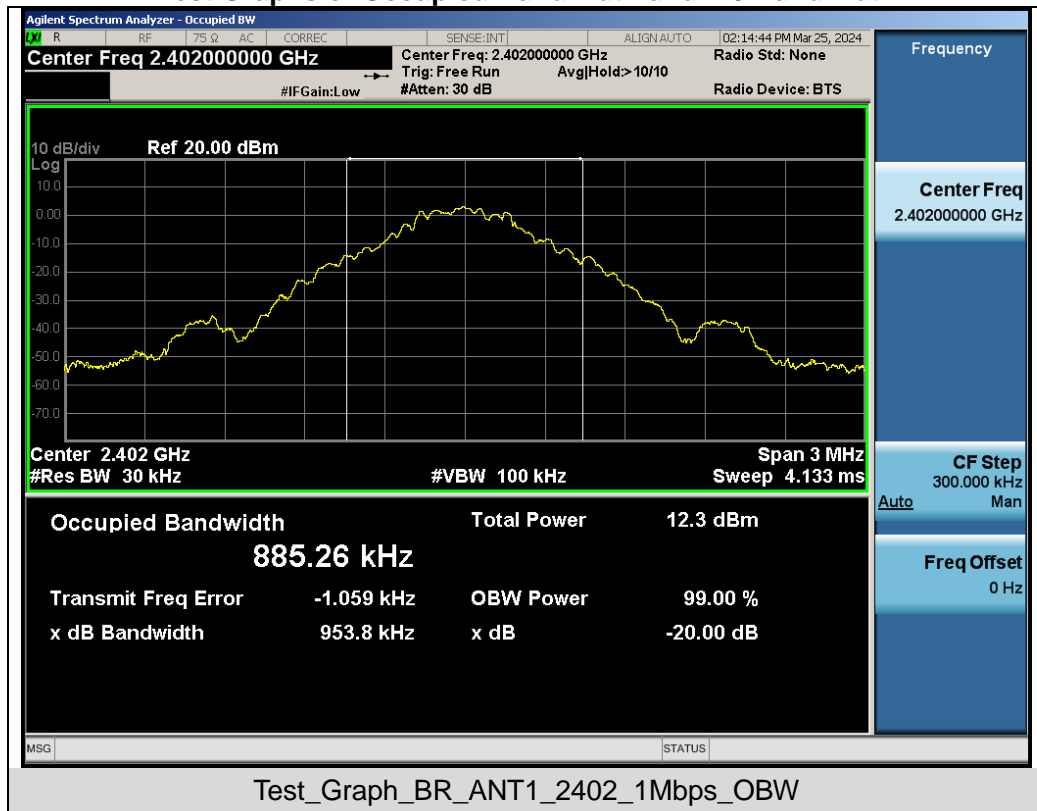 Agilent Spectrum Analyzer - Occupied BW
LXI R RF 75 Ω AC CORREC SENSE:INT ALIGN AUTO 02:14:44 PM Mar 25, 2024
Center Freq 2.402000000 GHz
Center Freq: 2.402000000 GHz
Radio Std: None
Trig: Free Run Avg|Hold:> 10/10
#IFGain:Low
#Atten: 30 dB
Radio Device: BTS
Frequency
10 dB/div Ref 20.00 dBm
Log
10.0
0.00
-10.0
-20.0
-30.0
-40.0
-50.0
-60.0
-70.0
Center 2.402 GHz
Span 3 MHz
#Res BW 30 kHz
#VBW 100 kHz
Sweep 4.133 ms
Center Freq
2.402000000 GHz
CF Step
300.000 kHz
Auto Man
Freq Offset
0 Hz
Occupied Bandwidth
Total Power 12.3 dBm
885.26 kHz
Transmit Freq Error -1.059 kHz
OBW Power 99.00 %
x dB Bandwidth 953.8 kHz
x dB -20.00 dB
MSG
STATUS
Test_Graph_BR_ANT1_2402_1Mbps_OBW